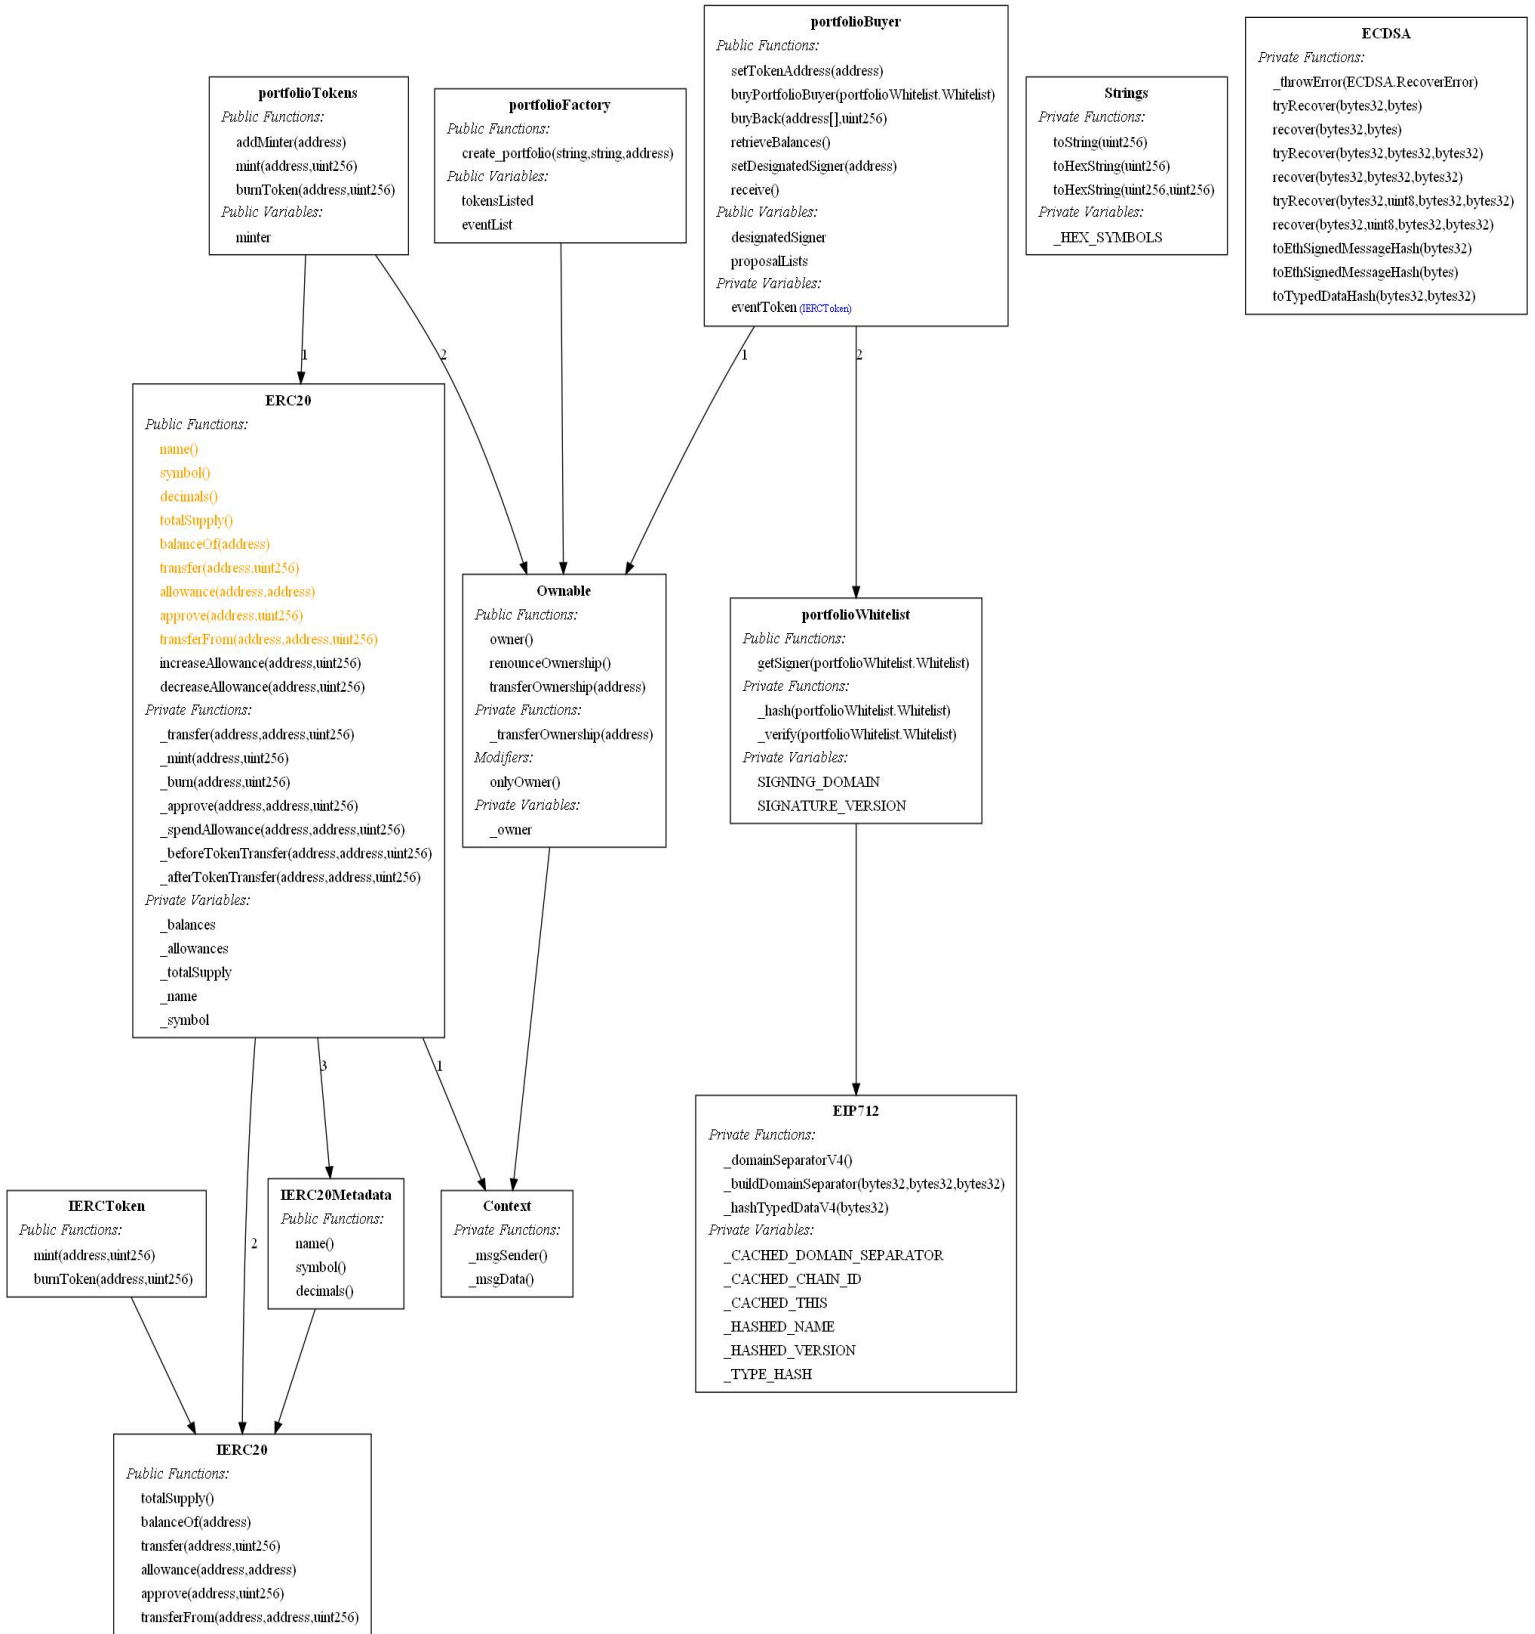 portfolioBuyer
Public Functions:
setTokenAddress(address)
buyPortfolioBuyer(portfolioWhitelist.Whitelist)
buyBack(address[],uint256)
retrieveBalances()
setDesignatedSigner(address)
receive()
Public Variables:
designatedSigner
proposalLists
Private Variables:
eventToken (IERCToken)
ECDSA
Private Functions:
_throwError(ECDSA.RecoverError)
tryRecover(bytes32,bytes)
recover(bytes32,bytes)
tryRecover(bytes32,bytes32,bytes32)
recover(bytes32,bytes32,bytes32)
tryRecover(bytes32,uint8,bytes32,bytes32)
recover(bytes32,uint8,bytes32,bytes32)
toEthSignedMessageHash(bytes32)
toEthSignedMessageHash(bytes)
toTypedDataHash(bytes32,bytes32)
portfolioTokens
Public Functions:
addMinter(address)
mint(address,uint256)
burnToken(address,uint256)
Public Variables:
minter
portfolioFactory
Public Functions:
create_portfolio(string,string,address)
Public Variables:
tokensListed
eventList
Strings
Private Functions:
toString(uint256)
toHexString(uint256)
toHexString(uint256,uint256)
Private Variables:
_HEX_SYMBOLS
1
2
1
2
ERC20
Public Functions:
name()
symbol()
decimals()
totalSupply()
balanceOf(address)
transfer(address,uint256)
allowance(address,address)
approve(address,uint256)
transferFrom(address,address,uint256)
increaseAllowance(address,uint256)
decreaseAllowance(address,uint256)
Private Functions:
_transfer(address,address,uint256)
_mint(address,uint256)
_burn(address,uint256)
_approve(address,address,uint256)
_spendAllowance(address,address,uint256)
_beforeTokenTransfer(address,address,uint256)
_afterTokenTransfer(address,address,uint256)
Private Variables:
_balances
_allowances
_totalSupply
_name
_symbol
Ownable
Public Functions:
owner()
renounceOwnership()
transferOwnership(address)
Private Functions:
_transferOwnership(address)
Modifiers:
onlyOwner()
Private Variables:
_owner
portfolioWhitelist
Public Functions:
getSigner(portfolioWhitelist.Whitelist)
Private Functions:
_hash(portfolioWhitelist.Whitelist)
_verify(portfolioWhitelist.Whitelist)
Private Variables:
SIGNING_DOMAIN
SIGNATURE_VERSION
3
1
2
EIP712
Private Functions:
_domainSeparatorV4()
_buildDomainSeparator(bytes32,bytes32,bytes32)
_hashTypedDataV4(bytes32)
Private Variables:
_CACHED_DOMAIN_SEPARATOR
_CACHED_CHAIN_ID
_CACHED_THIS
_HASHED_NAME
_HASHED_VERSION
_TYPE_HASH
IERCToken
Public Functions:
mint(address,uint256)
burnToken(address,uint256)
IERC20Metadata
Public Functions:
name()
symbol()
decimals()
Context
Private Functions:
_msgSender()
_msgData()
IERC20
Public Functions:
totalSupply()
balanceOf(address)
transfer(address,uint256)
allowance(address,address)
approve(address,uint256)
transferFrom(address,address,uint256)